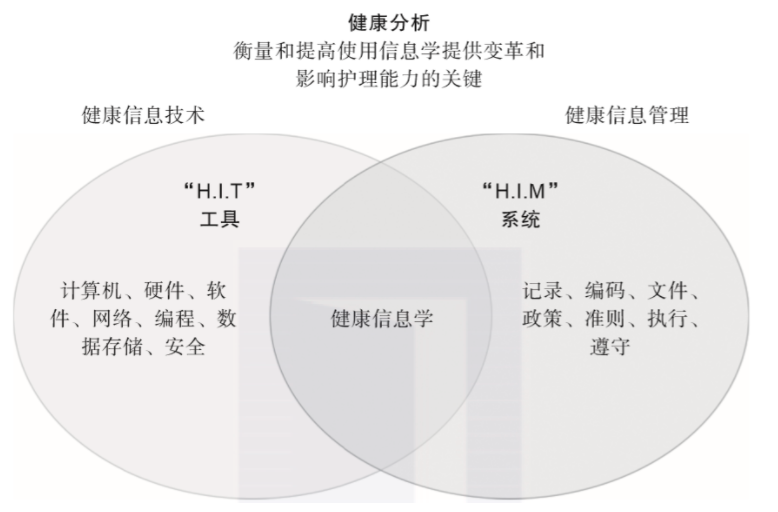 健康分析
衡量和提高使用信息学提供变革和
影响护理能力的关键
健康信息技术
健康信息管理
“H.I.T”
工具
“H.I.M”
系统
计算机、硬件、软
件、网络、编程、数
据存储、安全
健康信息学
记录、编码、文件、
政策、准则、执行、
遵守